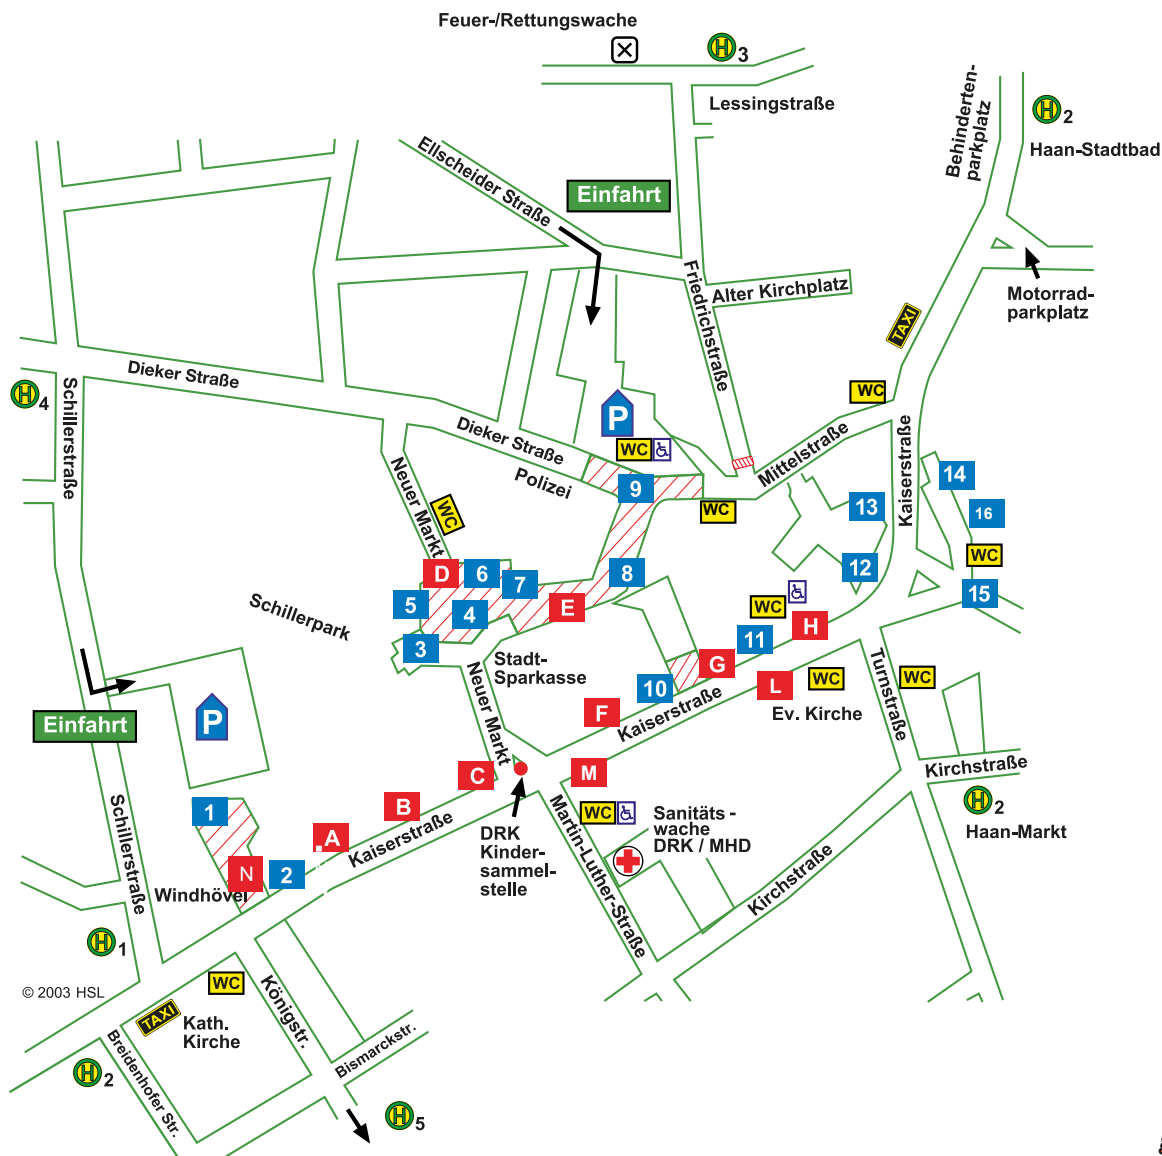 Feuer-/Rettungswache
H 3
Lessingstraße
Behinderten-
parkplatz
H 2
Haan-Stadtbad
Ellscheider Straße
Einfahrt
Friedrichstraße
Alter Kirchplatz
Motorrad-
parkplatz
TAXI
Dieker Straße
H 4
Schillerstraße
WC
P
Dieker Straße
WC
Mittelstraße
Kaiserstraße
Polizei
Neuer Markt
WC
9
WC
13
14
16
WC
D
6
7
8
12
15
5
4
E
WC
H
Schillerpark
3
Stadt-
Sparkasse
11
G
10
L
WC
WC
Turnstraße
Ev. Kirche
Neuer Markt
F
Kaiserstraße
Einfahrt
P
C
M
Kirchstraße
H 2
Haan-Markt
1
B
.A
Kaiserstraße
DRK
Kinder-
sammel-
stelle
Martin-Luther-Straße
WC
Sanitäts -
wache
DRK / MHD
Schillerstraße
N
2
Windhövel
Kirchstraße
H 1
© 2003 HSL
WC
TAXI
Kath.
Kirche
Königstr.
Bismarckstr.
Breidenhofer Str.
H 2
H 5